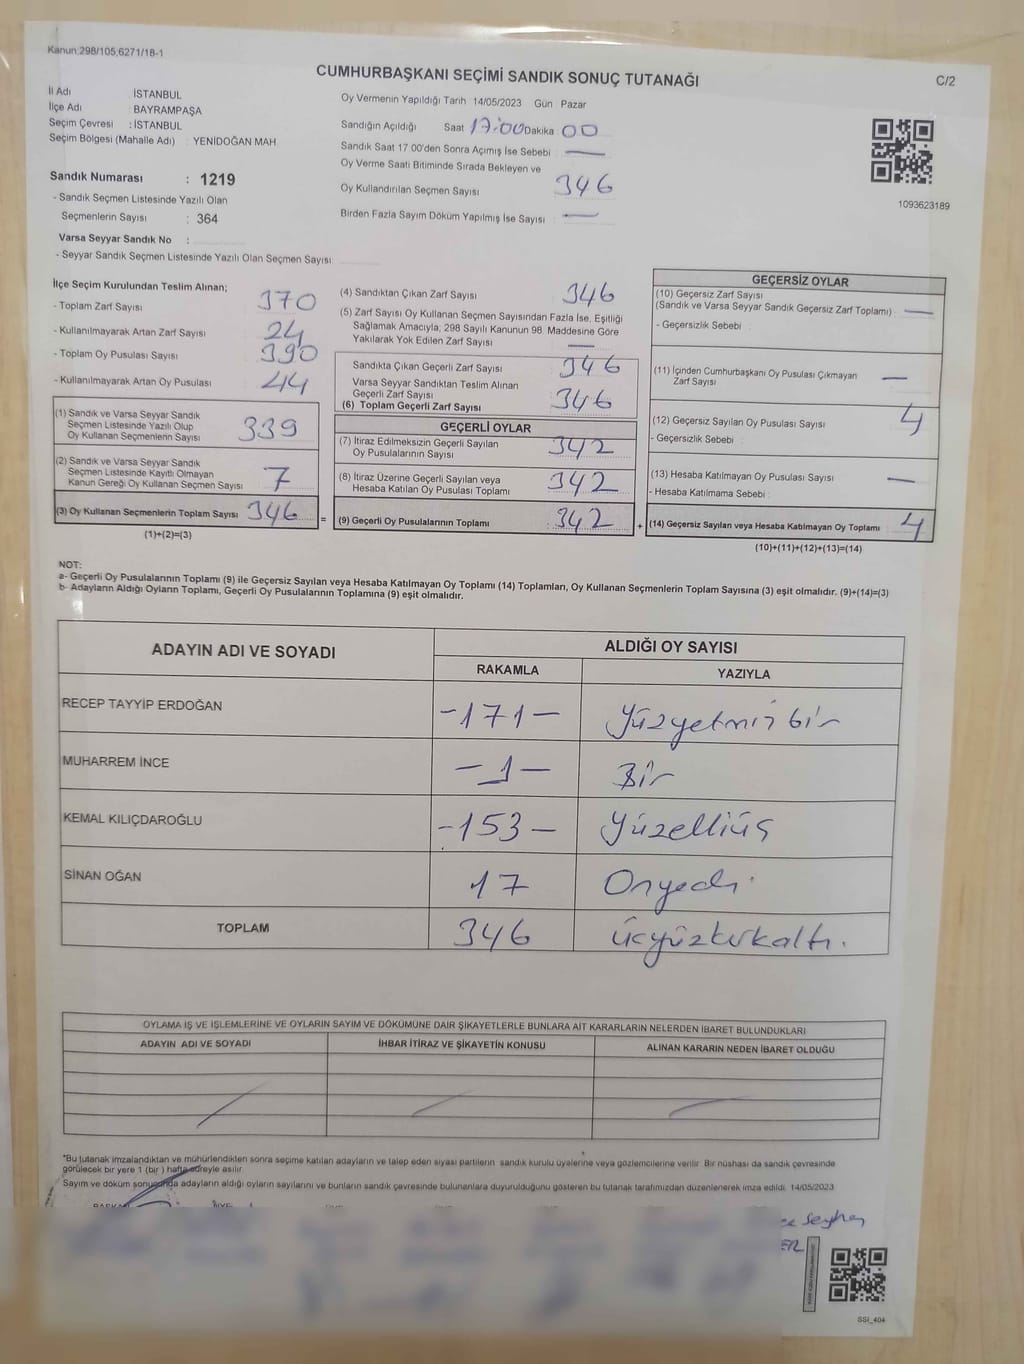 Kanun:298/105,6271/18-1
CUMHURBAŞKANI SEÇİMİ SANDIK SONUÇ TUTANAĞI
C/2
İl Adı : İSTANBUL
İlçe Adı : BAYRAMPAŞA
Seçim Çevresi : İSTANBUL
Seçim Bölgesi (Mahalle Adı) : YENİDOĞAN MAH.
Sandık Numarası : 1219
- Sandık Seçmen Listesinde Yazılı Olan
Seçmenlerin Sayısı : 364
Varsa Seyyar Sandık No :
- Seyyar Sandık Seçmen Listesinde Yazılı Olan Seçmen Sayısı:
Oy Vermenin Yapıldığı Tarih 14/05/2023 Gün : Pazar
Sandığın Açıldığı Saat 17:00 Dakika : 00
Sandık Saat 17 00'den Sonra Açımış İse Sebebi : —
Oy Verme Saati Bitiminde Sırada Bekleyen ve
Oy Kullandırılan Seçmen Sayısı 346
Birden Fazla Sayım Döküm Yapılmış İse Sayısı : —
1093623189
İlçe Seçim Kurulundan Teslim Alınan;
- Toplam Zarf Sayısı 370
- Kullanılmayarak Artan Zarf Sayısı 24
- Toplam Oy Pusulası Sayısı 390
- Kullanılmayarak Artan Oy Pusulası 44
(1) Sandık ve Varsa Seyyar Sandık
Seçmen Listesinde Yazılı Olup
Oy Kullanan Seçmenlerin Sayısı 339
(2) Sandık ve Varsa Seyyar Sandık
Seçmen Listesinde Kayıtlı Olmayan
Kanun Gereği Oy Kullanan Seçmen Sayısı 7
(3) Oy Kullanan Seçmenlerin Toplam Sayısı 346 =
(1)+(2)=(3)
(4) Sandıktan Çıkan Zarf Sayısı 346
(5) Zarf Sayısı Oy Kullanan Seçmen Sayısından Fazla İse, Eşitliği
Sağlamak Amacıyla; 298 Sayılı Kanunun 98. Maddesine Göre
Yakılarak Yok Edilen Zarf Sayısı —
Sandıkta Çıkan Geçerli Zarf Sayısı 346
Varsa Seyyar Sandıktan Teslim Alınan
Geçerli Zarf Sayısı 346
(6) Toplam Geçerli Zarf Sayısı
GEÇERLİ OYLAR
(7) İtiraz Edilmeksizin Geçerli Sayılan
Oy Pusulalarının Sayısı 342
(8) İtiraz Üzerine Geçerli Sayılan veya
Hesaba Katılan Oy Pusulası Toplamı 342
(9) Geçerli Oy Pusulalarının Toplamı : 342 +
GEÇERSİZ OYLAR
(10) Geçersiz Zarf Sayısı
(Sandık ve Varsa Seyyar Sandık Geçersiz Zarf Toplamı) : —
- Geçersizlik Sebebi :
(11) İçinden Cumhurbaşkanı Oy Pusulası Çıkmayan
Zarf Sayısı —
(12) Geçersiz Sayılan Oy Pusulası Sayısı 4
- Geçersizlik Sebebi :
(13) Hesaba Katılmayan Oy Pusulası Sayısı —
- Hesaba Katılmama Sebebi :
(14) Geçersiz Sayılan veya Hesaba Katılmayan Oy Toplamı 4
(10)+(11)+(12)+(13)=(14)
NOT:
a- Geçerli Oy Pusulalarının Toplamı (9) ile Geçersiz Sayılan veya Hesaba Katılmayan Oy Toplamı (14) Toplamları, Oy Kullanan Seçmenlerin Toplam Sayısına (3) eşit olmalıdır. (9)+(14)=(3)
b- Adayların Aldığı Oyların Toplamı, Geçerli Oy Pusulalarının Toplamına (9) eşit olmalıdır.
ADAYIN ADI VE SOYADI ALDIĞI OY SAYISI
RAKAMLA YAZIYLA
RECEP TAYYİP ERDOĞAN -171- Yüzyetmiş bir
MUHARREM İNCE -1- Bir
KEMAL KILIÇDAROĞLU -153- Yüzelliüç
SİNAN OĞAN 17 Onyedi
TOPLAM 346 Üçyüzkırkaltı.
OYLAMA İŞ VE İŞLEMLERİNE VE OYLARIN SAYIM VE DÖKÜMÜNE DAİR ŞİKAYETLERLE BUNLARA AİT KARARLARIN NELERDEN İBARET BULUNDUKLARI
ADAYIN ADI VE SOYADI İHBAR İTİRAZ VE ŞİKAYETİN KONUSU ALINAN KARARIN NEDEN İBARET OLDUĞU
*Bu tutanak imzalandıktan ve mühürlendikten sonra seçime katılan adayların ve talep eden siyasi partilerin sandık kurulu üyelerine veya gözlemcilerine verilir. Bir nüshası da sandık çevresinde
görülecek bir yere 1 (bir ) hafta süreyle asılır.
Sayım ve döküm sonucunda adayların aldığı oyların sayılarını ve bunların sandık çevresinde bulunanlara duyurulduğunu gösteren bu tutanak tarafımızdan düzenlenerek imza edildi. 14/05/2023
Seyhan
SSI_404